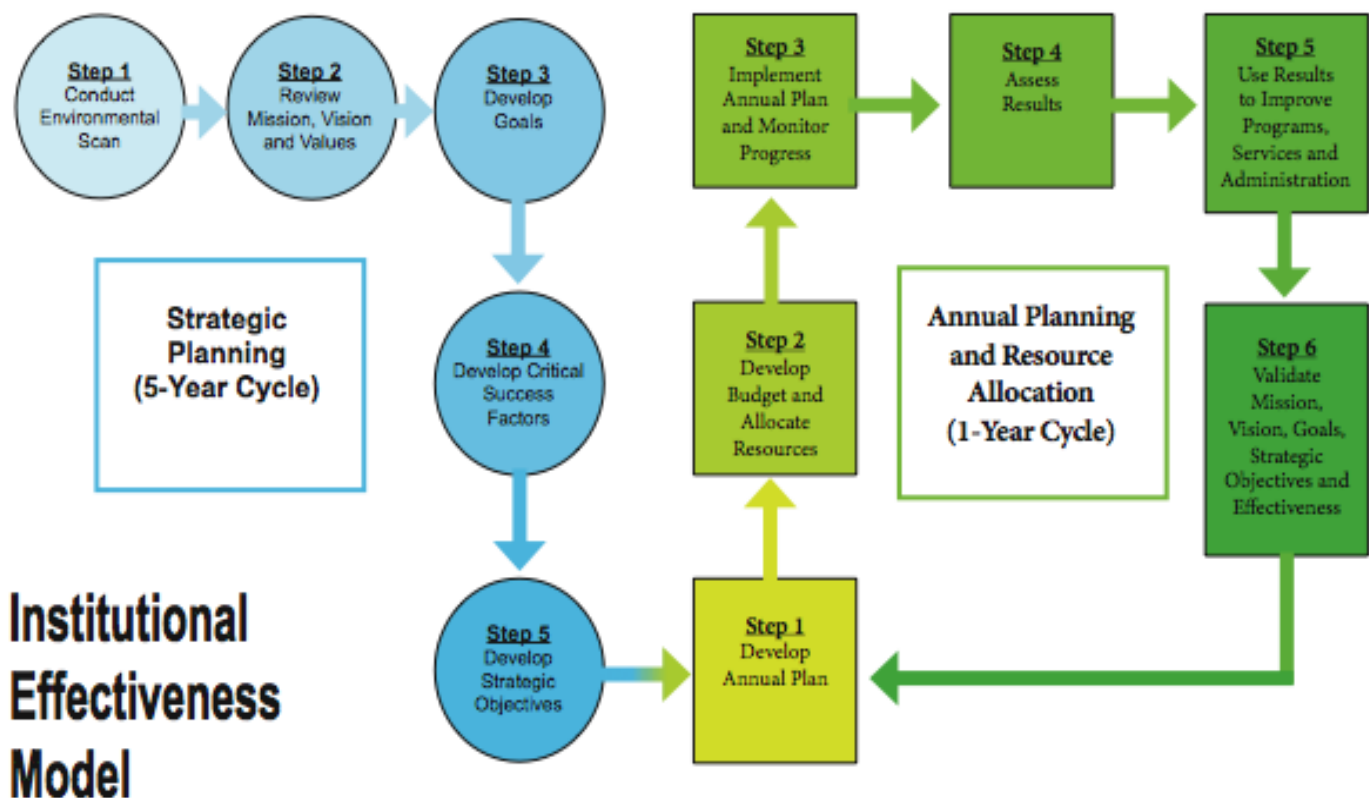 Step 1
Conduct
Environmental
Scan
Step 2
Review
Mission, Vision
and Values
Step 3
Develop
Goals
Step 4
Develop Critical
Success
Factors
Step 5
Develop
Strategic
Objectives
Strategic
Planning
(5-Year Cycle)
Step 1
Develop
Annual Plan
Step 2
Develop
Budget and
Allocate
Resources
Step 3
Implement
Annual Plan
and Monitor
Progress
Step 4
Assess
Results
Step 5
Use Results
to Improve
Programs,
Services and
Administration
Step 6
Validate
Mission,
Vision, Goals,
Strategic
Objectives and
Effectiveness
Annual Planning
and Resource
Allocation
(1-Year Cycle)
Institutional
Effectiveness
Model